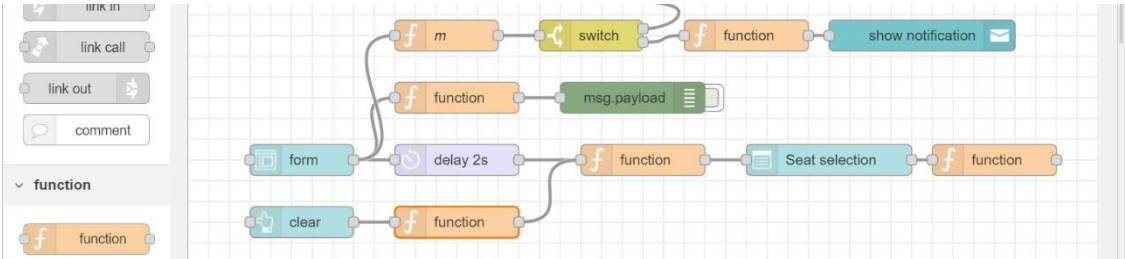 link in
link call
link out
comment
function
function
m
switch
function
show notification
function
msg.payload
form
delay 2s
function
Seat selection
function
clear
function